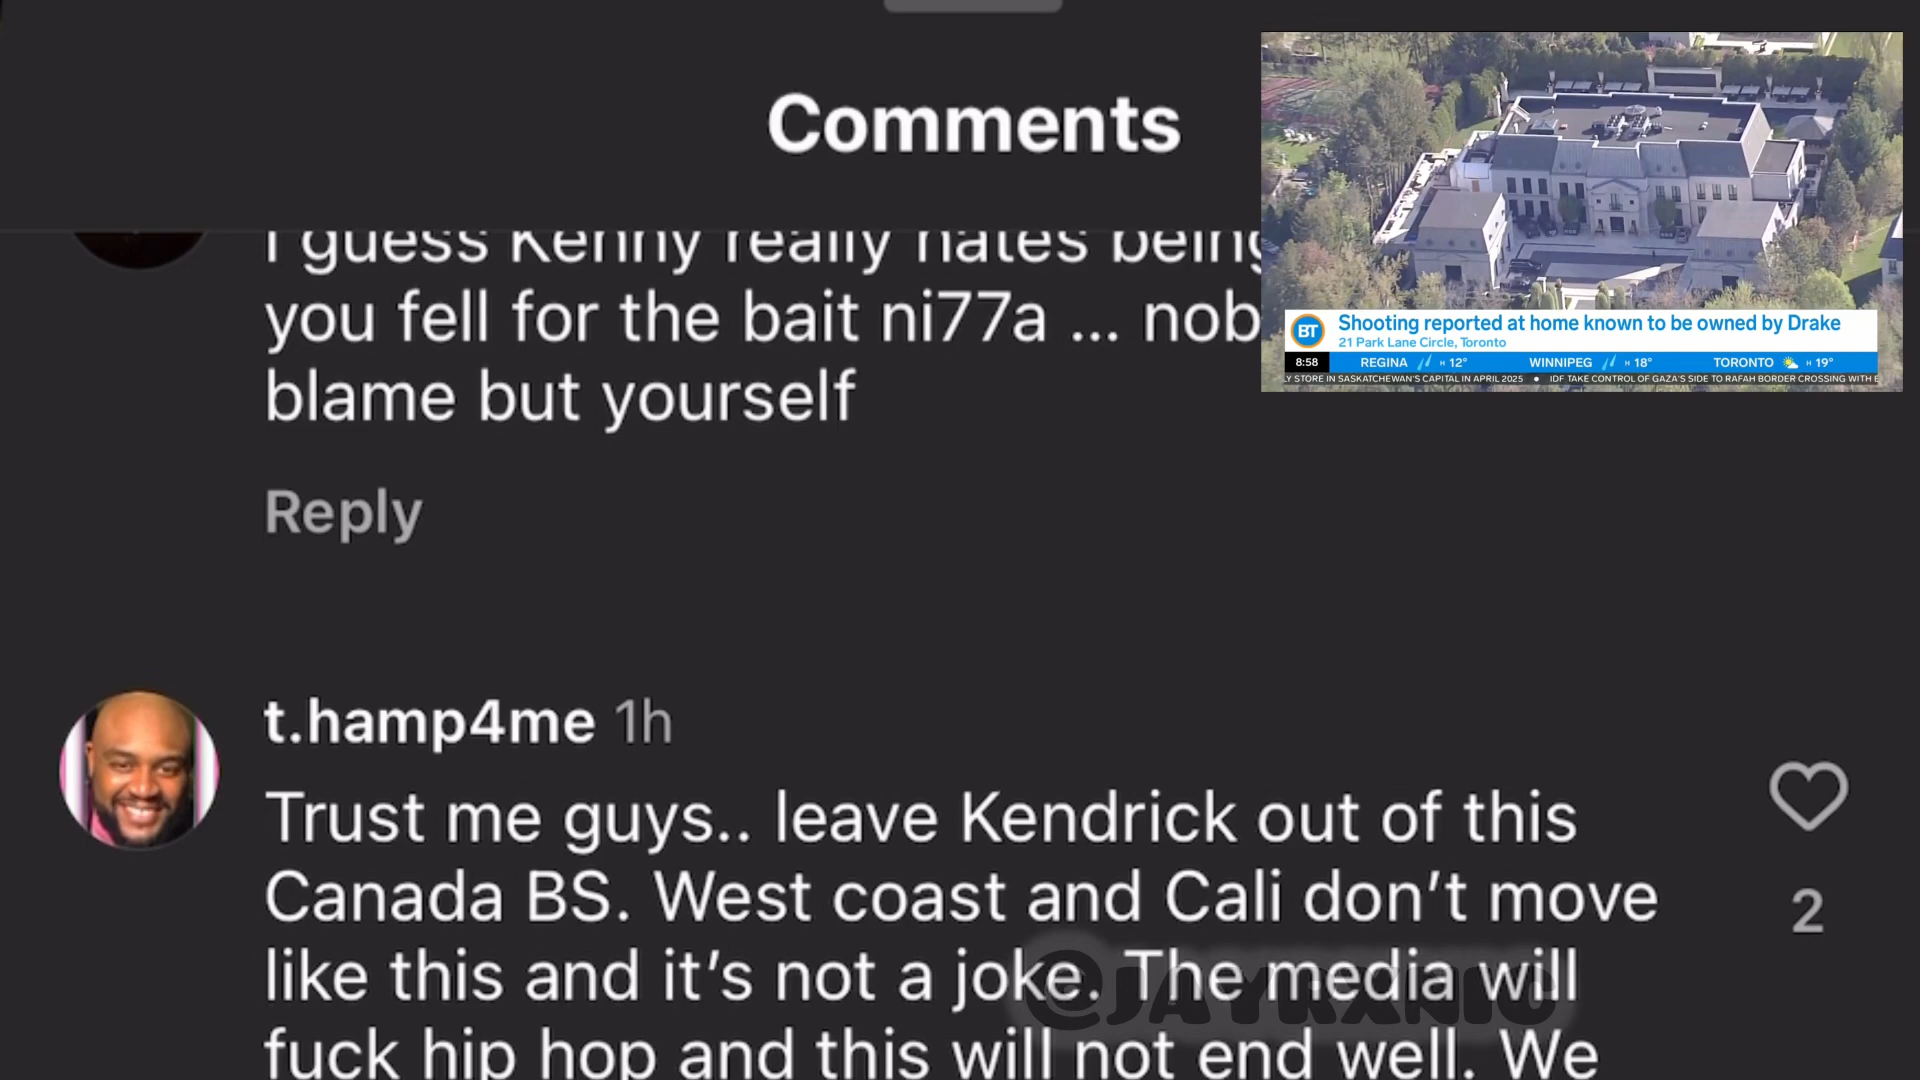 Comments
I guess Kenny really hates being
you fell for the bait ni77a ... nob
blame but yourself
Reply
t.hamp4me 1h
Trust me guys.. leave Kendrick out of this
Canada BS. West coast and Cali don't move
like this and it's not a joke. The media will
fuck hip hop and this will not end well. We
2
BT
Shooting reported at home known to be owned by Drake
21 Park Lane Circle, Toronto
8:58 REGINA H 12° WINNIPEG H 18° TORONTO H 19°
Y STORE IN SASKATCHEWAN'S CAPITAL IN APRIL 2025 • IDF TAKE CONTROL OF GAZA'S SIDE TO RAFAH BORDER CROSSING WITH E